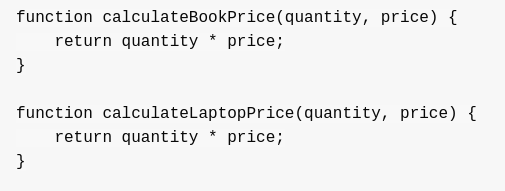 function calculateBookPrice(quantity, price) {
    return quantity * price;
}

function calculateLaptopPrice(quantity, price) {
    return quantity * price;
}